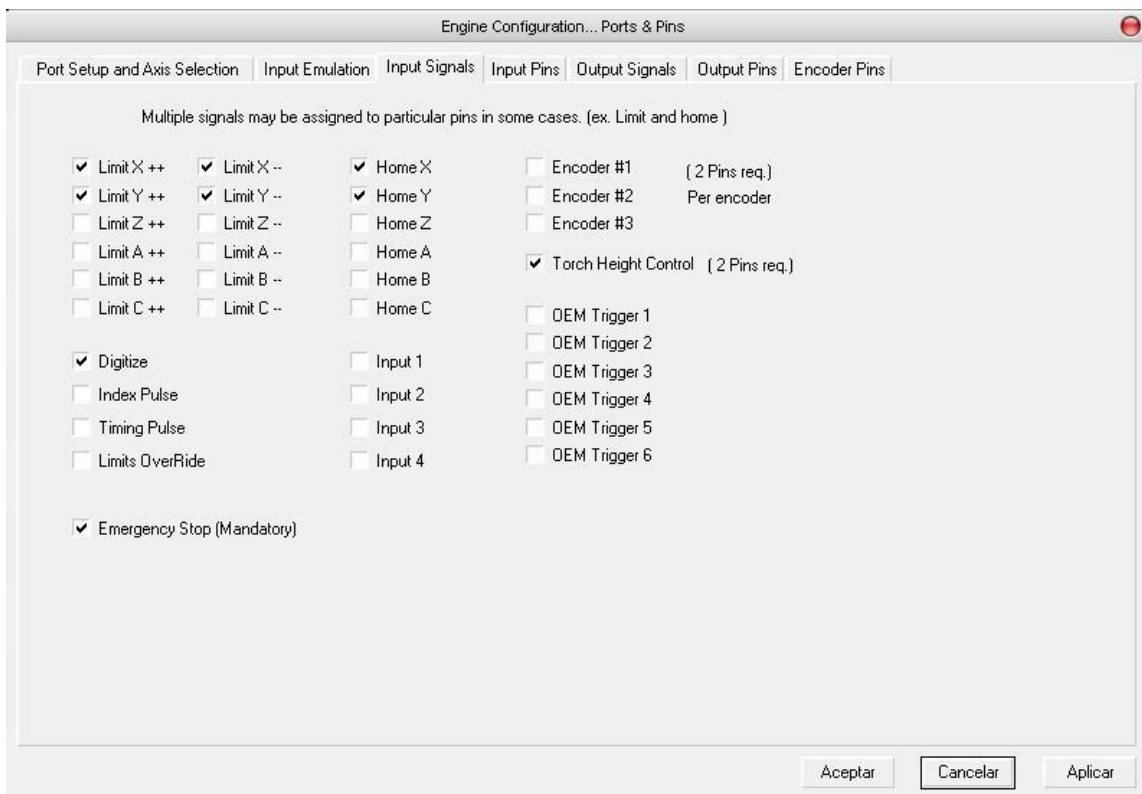 Engine Configuration... Ports & Pins
Port Setup and Axis Selection Input Emulation Input Signals Input Pins Output Signals Output Pins Encoder Pins
Multiple signals may be assigned to particular pins in some cases. (ex. Limit and home )
Limit X ++ Limit X -- Home X Encoder #1 ( 2 Pins req.)
Limit Y ++ Limit Y -- Home Y Encoder #2 Per encoder
Limit Z ++ Limit Z -- Home Z Encoder #3
Limit A ++ Limit A -- Home A Torch Height Control ( 2 Pins req.)
Limit B ++ Limit B -- Home B
Limit C ++ Limit C -- Home C OEM Trigger 1
OEM Trigger 2
Digitize Input 1 OEM Trigger 3
Index Pulse Input 2 OEM Trigger 4
Timing Pulse Input 3 OEM Trigger 5
Limits OverRide Input 4 OEM Trigger 6
Emergency Stop (Mandatory)
Aceptar Cancelar Aplicar